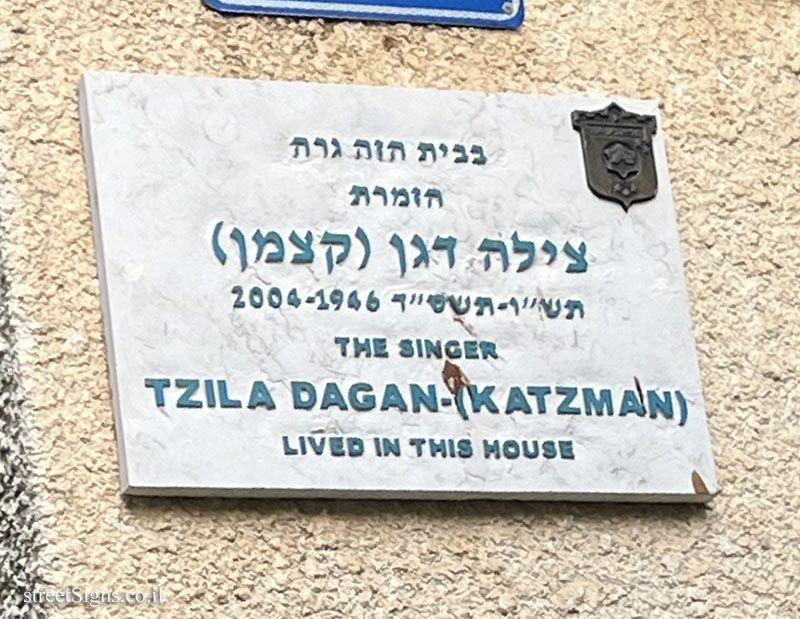 בבית הזה גרה
הזמרת
צילה דגן (קצמן)
תש"ו-תשס"ד 2004-1946
THE SINGER
TZILA DAGAN-(KATZMAN)
LIVED IN THIS HOUSE
streetSigns.co.il